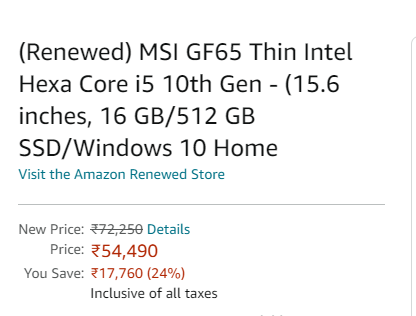 (Renewed) MSI GF65 Thin Intel
Hexa Core i5 10th Gen - (15.6
inches, 16 GB/512 GB
SSD/Windows 10 Home
Visit the Amazon Renewed Store
New Price: ₹72,250 Details
Price: ₹54,490
You Save: ₹17,760 (24%)
Inclusive of all taxes